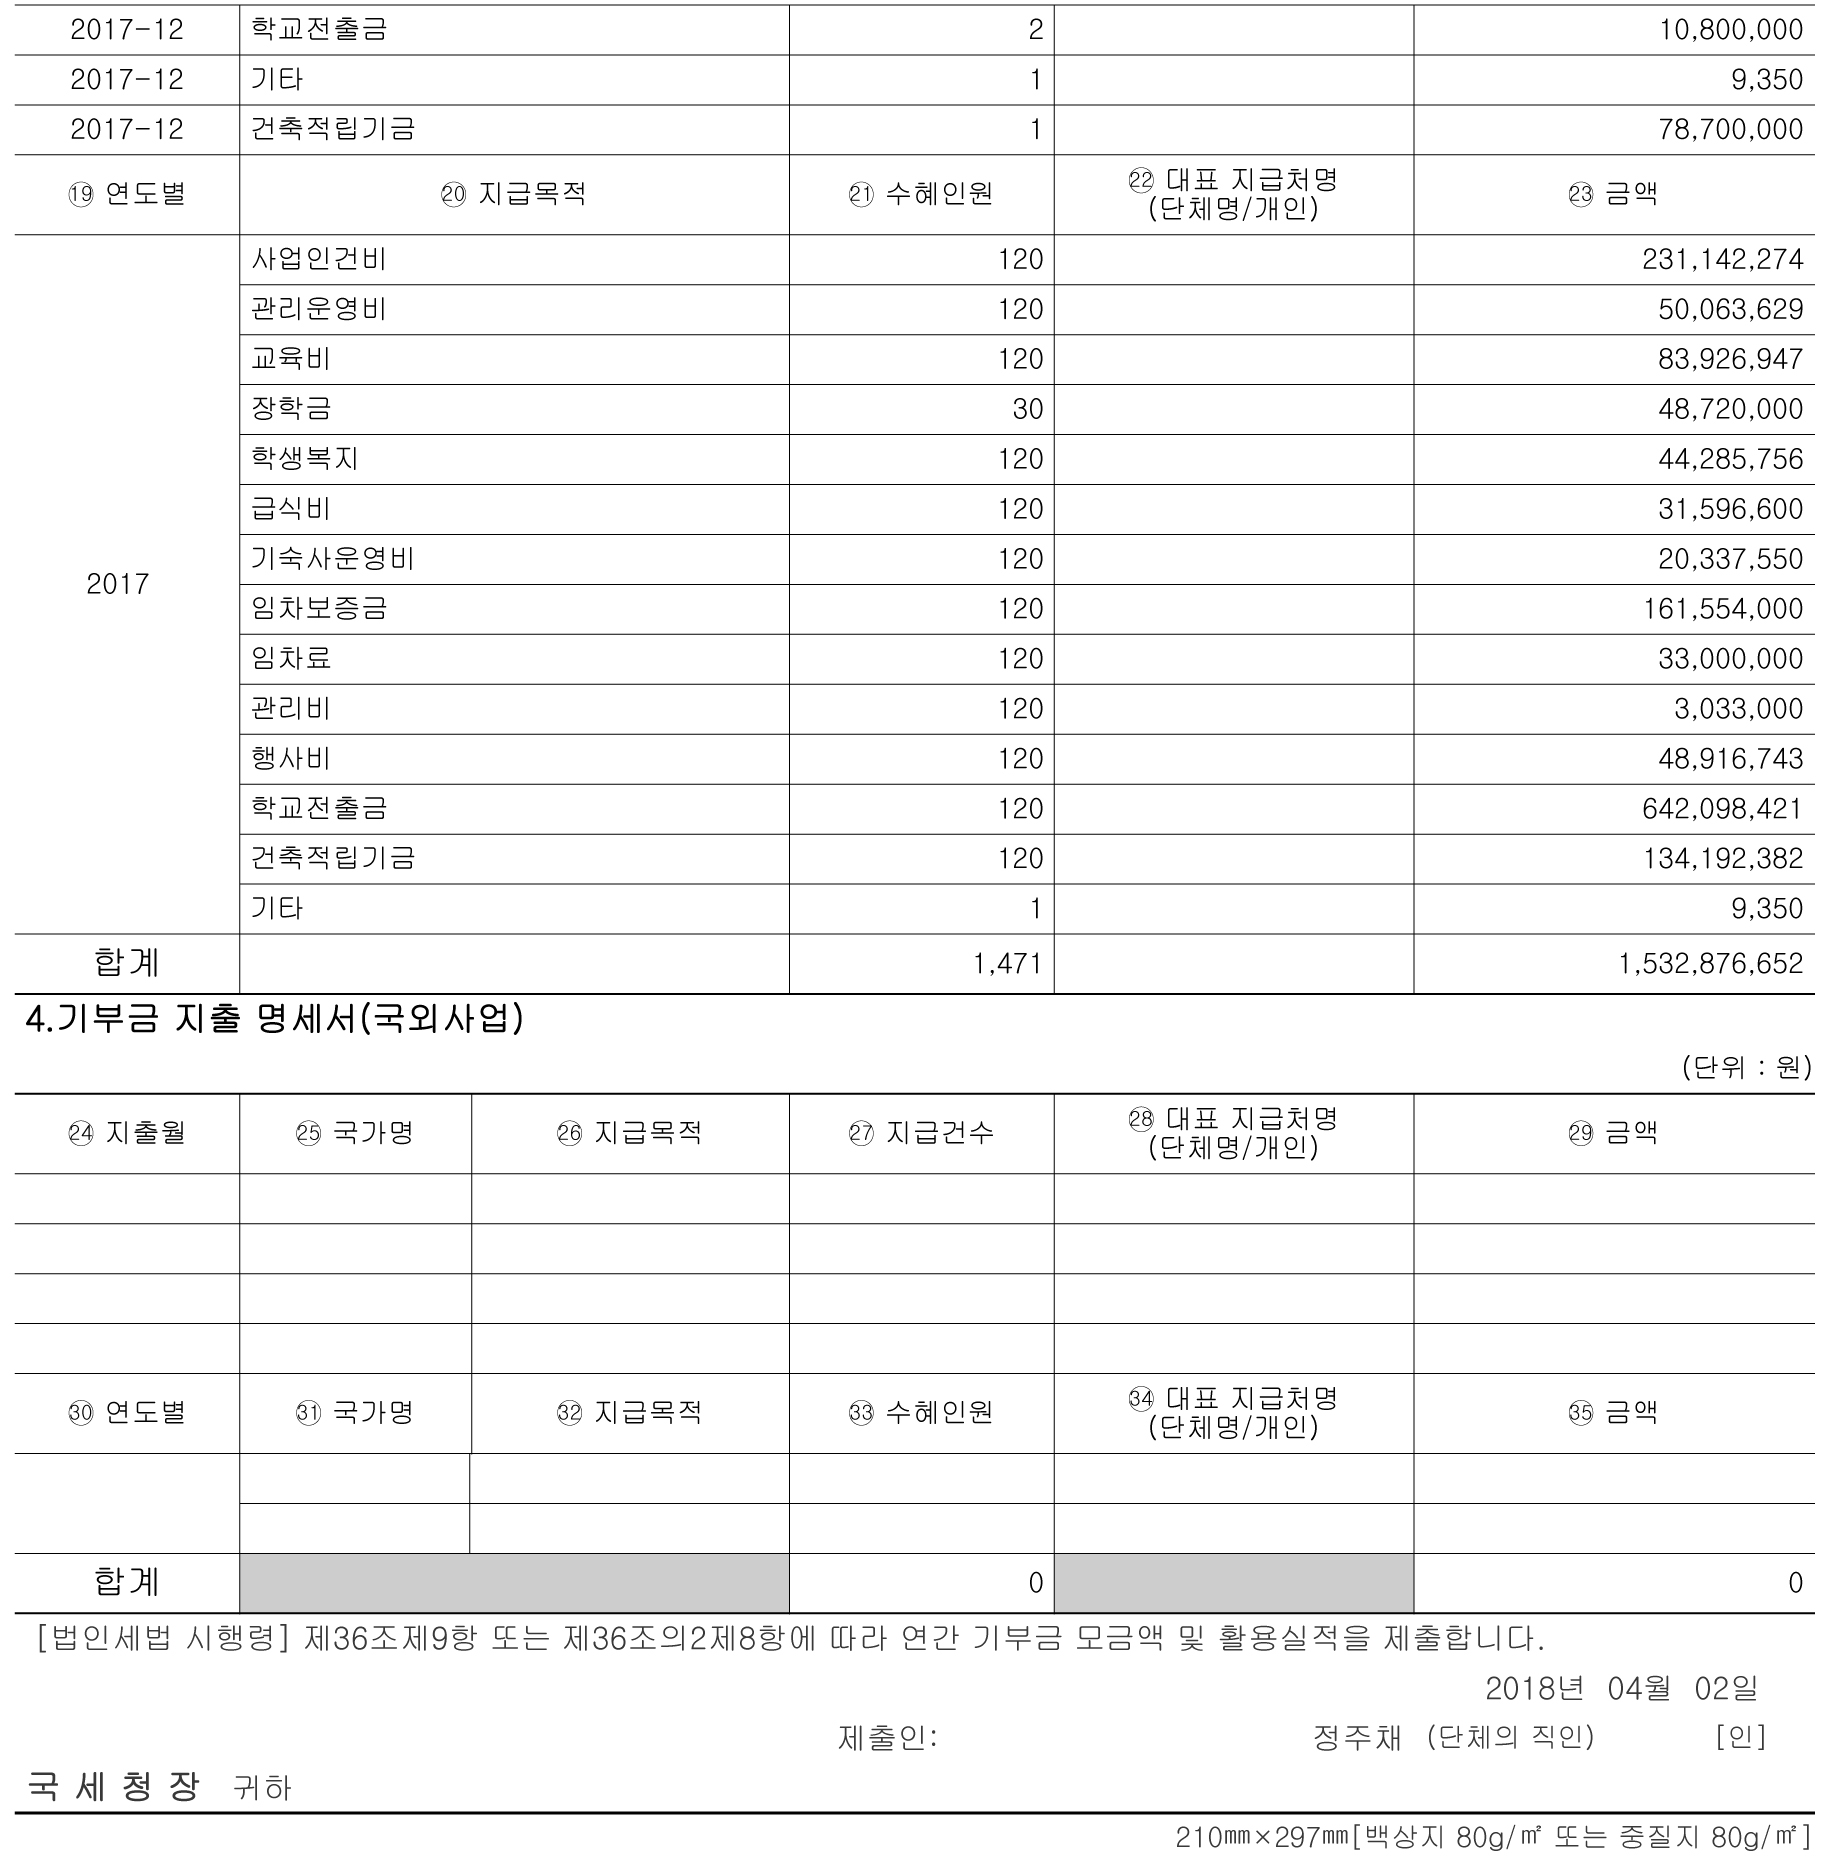 2017-12 학교전출금 2 10,800,000
2017-12 기타 1 9,350
2017-12 건축적립기금 1 78,700,000
⑲ 연도별 ⑳ 지급목적 ㉑ 수혜인원 ㉒ 대표 지급처명 (단체명/개인) ㉓ 금액
사업인건비 120 231,142,274
관리운영비 120 50,063,629
교육비 120 83,926,947
장학금 30 48,720,000
학생복지 120 44,285,756
급식비 120 31,596,600
기숙사운영비 120 20,337,550
2017
임차보증금 120 161,554,000
임차료 120 33,000,000
관리비 120 3,033,000
행사비 120 48,916,743
학교전출금 120 642,098,421
건축적립기금 120 134,192,382
기타 1 9,350
합계 1,471 1,532,876,652
4.기부금 지출 명세서(국외사업)
(단위 : 원)
㉔ 지출월 ㉕ 국가명 ㉖ 지급목적 ㉗ 지급건수 ㉘ 대표 지급처명 (단체명/개인) ㉙ 금액
㉚ 연도별 ㉛ 국가명 ㉜ 지급목적 ㉝ 수혜인원 ㉞ 대표 지급처명 (단체명/개인) ㉟ 금액
합계 0 0
[법인세법 시행령] 제36조제9항 또는 제36조의2제8항에 따라 연간 기부금 모금액 및 활용실적을 제출합니다.
2018년 04월 02일
제출인: 정주채 (단체의 직인) [인]
국 세 청 장 귀하
210㎜×297㎜[백상지 80g/㎡ 또는 중질지 80g/㎡]